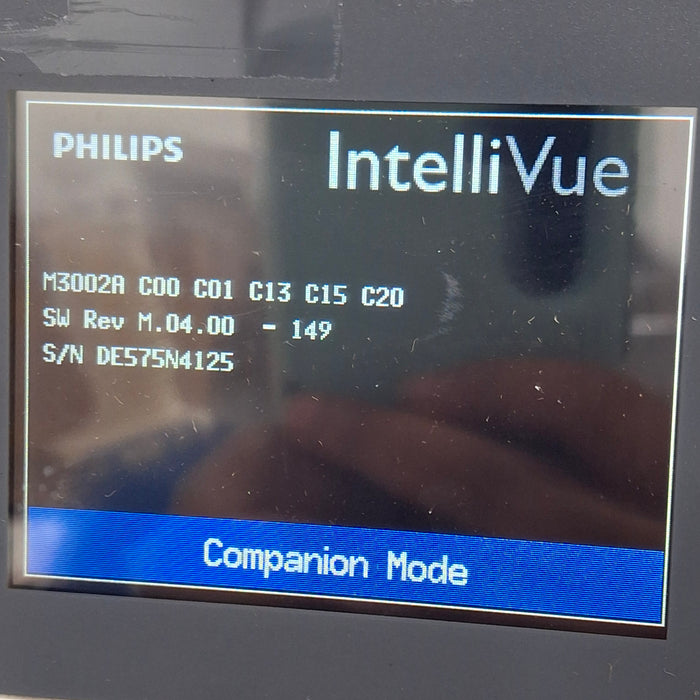 PHILIPS
IntelliVue
M3002A C00 C01 C13 C15 C20
SW Rev M.04.00 - 149
S/N DE575N4125
Companion Mode